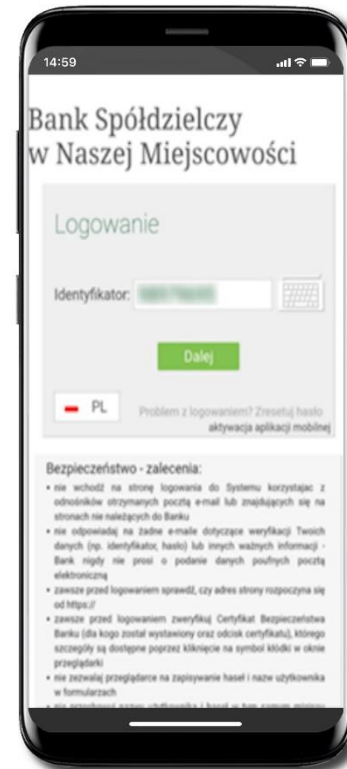 14:59
Bank Spółdzielczy
w Naszej Miejscowości
Logowanie
Identyfikator:
Dalej
PL
Problem z logowaniem? Zresetuj hasło
aktywacja aplikacji mobilnej
Bezpieczeństwo - zalecenia:
• nie wchodź na stronę logowania do Systemu korzystając z
odnośników otrzymanych pocztą e-mail lub znajdujących się na
stronach nie należących do Banku
• nie odpowiadaj na żadne e-maile dotyczące weryfikacji Twoich
danych (np. identyfikator, hasło) lub innych ważnych informacji -
Bank nigdy nie prosi o podanie danych poufnych pocztą
elektroniczną
• zawsze przed logowaniem sprawdź, czy adres strony rozpoczyna się
od https://
• zawsze przed logowaniem zweryfikuj Certyfikat Bezpieczeństwa
Banku (dla kogo został wystawiony oraz odcisk certyfikatu), którego
szczegóły są dostępne poprzez kliknięcie na symbol kłódki w oknie
przeglądarki
• nie zezwalaj przeglądarce na zapisywanie haseł i nazw użytkownika
w formularzach